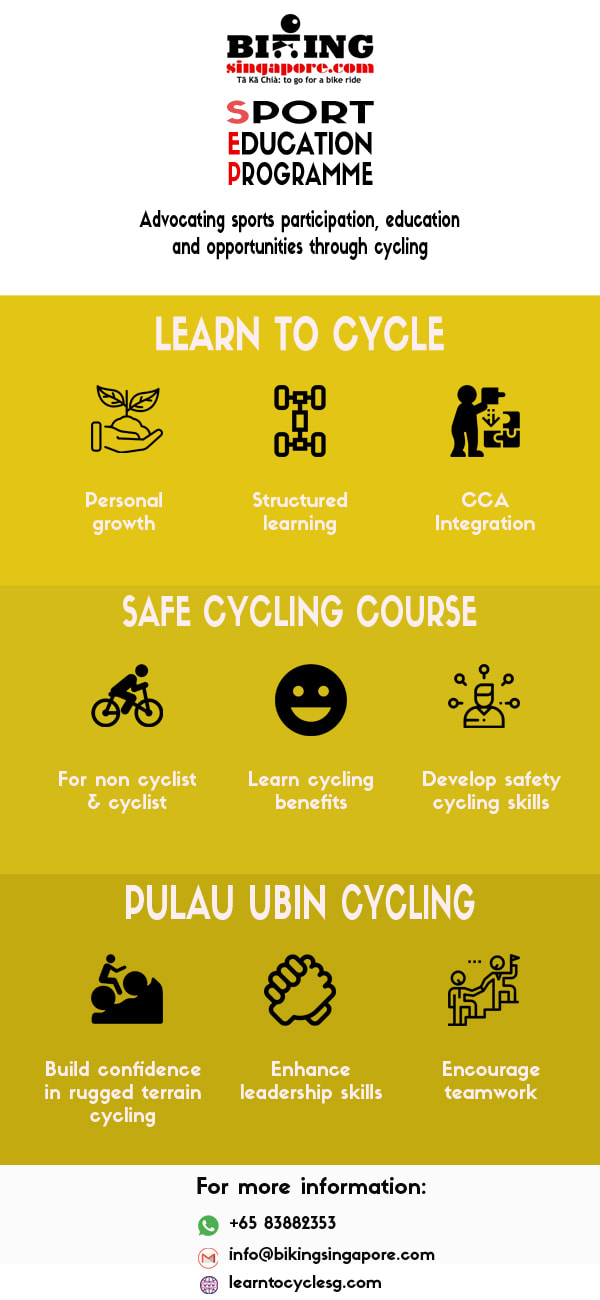 BIKING
singapore.com
Tă Kă Chià: to go for a bike ride
SPORT
EDUCATION
PROGRAMME
Advocating sports participation, education
and opportunities through cycling
LEARN TO CYCLE
Personal
growth
Structured
learning
CCA
Integration
SAFE CYCLING COURSE
For non cyclist
& cyclist
Learn cycling
benefits
Develop safety
cycling skills
PULAU UBIN CYCLING
Build confidence
in rugged terrain
cycling
Enhance
leadership skills
Encourage
teamwork
For more information:
+65 83882353
info@bikingsingapore.com
learntocyclesg.com